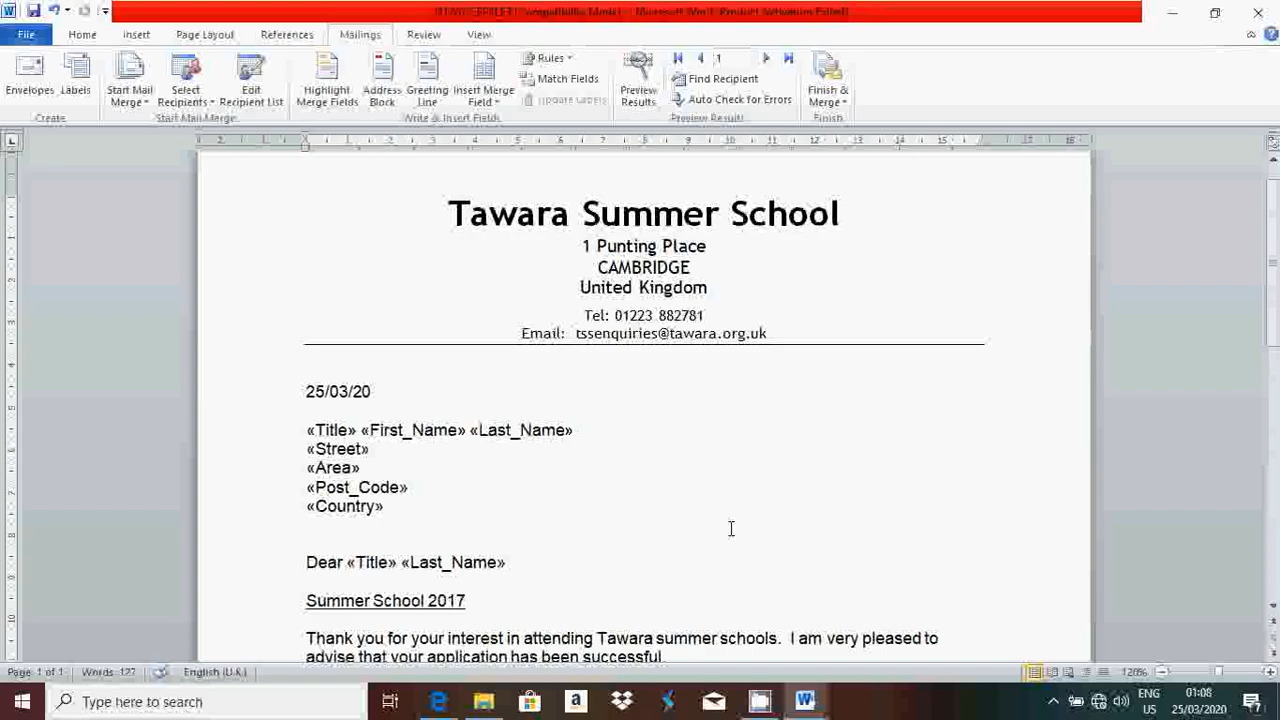 File Home Insert Page Layout References Mailings Review View
Envelopes Labels Start Mail Merge Select Recipients Edit Recipient List Highlight Merge Fields Address Block Greeting Line Insert Merge Field Rules Match Fields Update Labels Preview Results 1 Find Recipient Auto Check for Errors Finish & Merge
Create Start Mail Merge Write & Insert Fields Preview Results Finish
Tawara Summer School
1 Punting Place
CAMBRIDGE
United Kingdom
Tel: 01223 882781
Email: tssenquiries@tawara.org.uk
25/03/20
«Title» «First_Name» «Last_Name»
«Street»
«Area»
«Post_Code»
«Country»
Dear «Title» «Last_Name»
Summer School 2017
Thank you for your interest in attending Tawara summer schools. I am very pleased to
advise that your application has been successful.
Page: 1 of 1 Words: 127 English (U.K.) 120%
Type here to search
ENG 01:08
US 25/03/2020